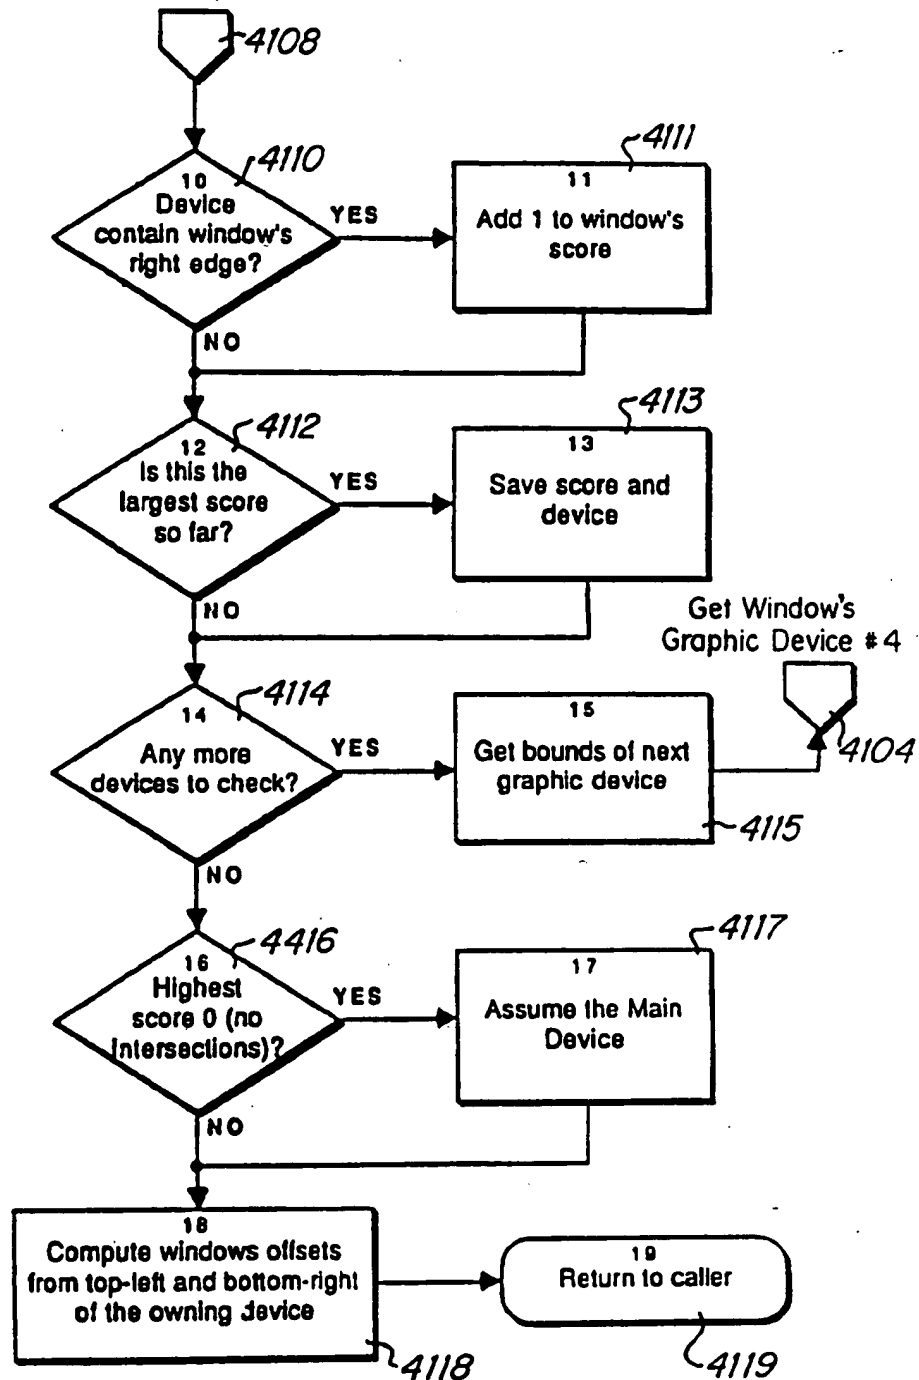 4108
4110
10
Device
contain window's
right edge?
YES
4111
11
Add 1 to window's
score
NO
4112
12
Is this the
largest score
so far?
YES
4113
13
Save score and
device
NO
Get Window's
Graphic Device #4
4104
4114
14
Any more
devices to check?
YES
15
Get bounds of next
graphic device
4115
NO
4416
16
Highest
score 0 (no
intersections)?
YES
4117
17
Assume the Main
Device
NO
18
Compute windows offsets
from top-left and bottom-right
of the owning device
4118
19
Return to caller
4119